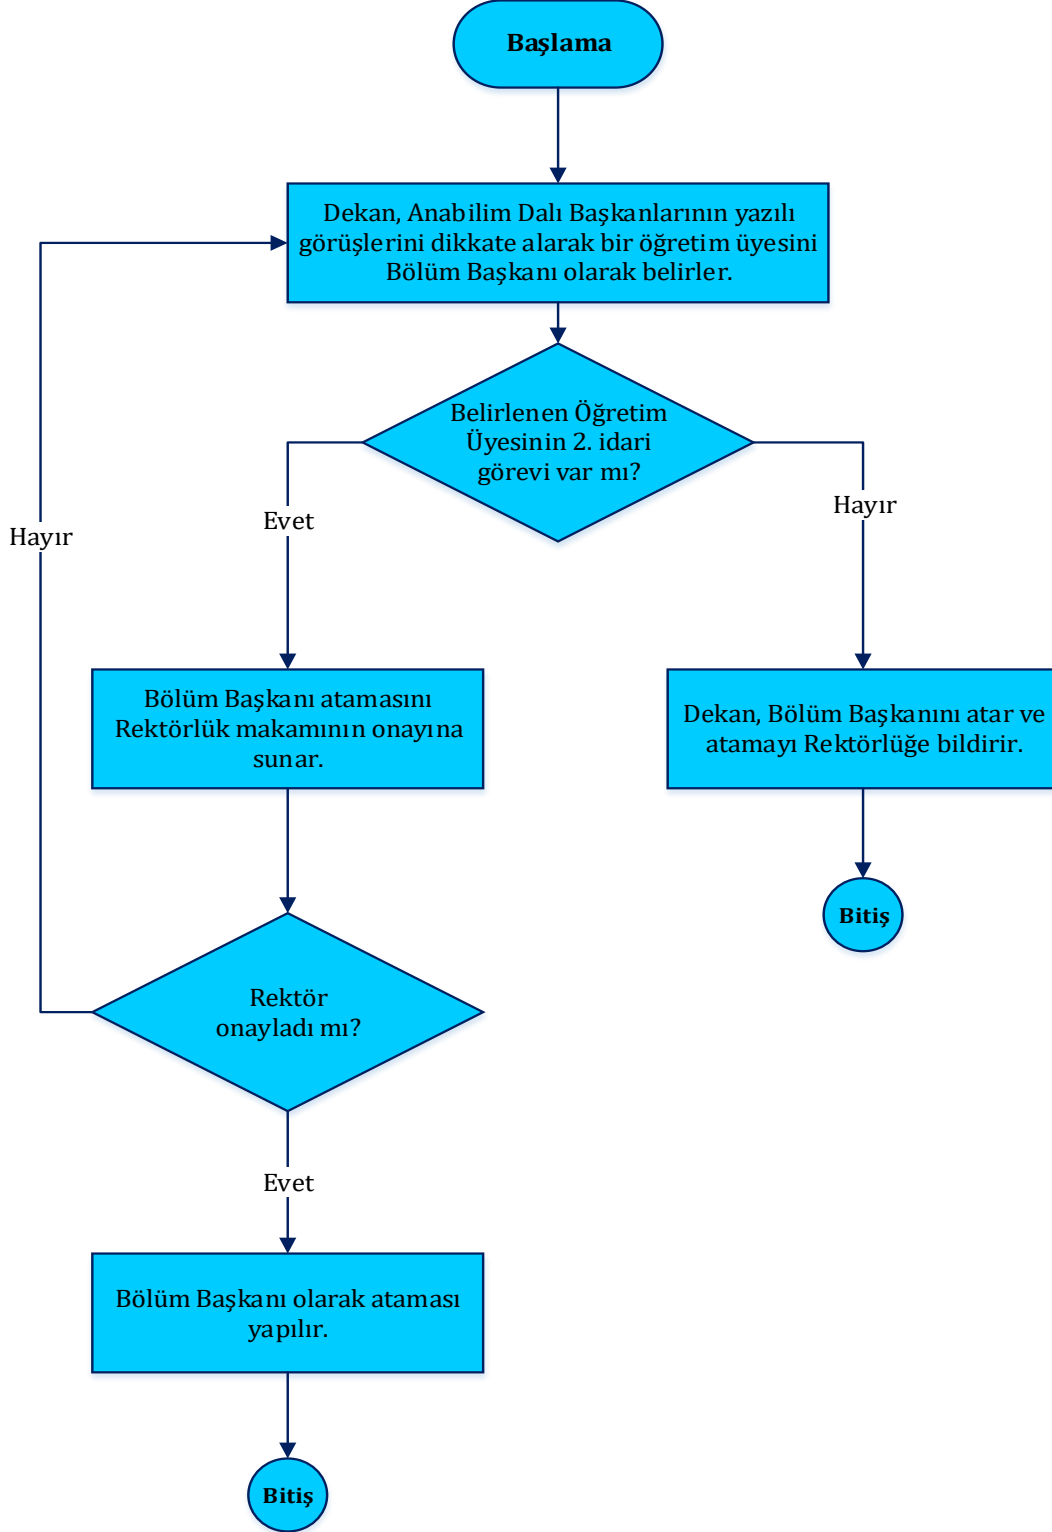 Başlama
Dekan, Anabilim Dalı Başkanlarının yazılı
görüşlerini dikkate alarak bir öğretim üyesini
Bölüm Başkanı olarak belirler.
Belirlenen Öğretim
Üyesinin 2. idari
görevi var mı?
Evet
Hayır
Hayır
Bölüm Başkanı atamasını
Rektörlük makamının onayına
sunar.
Dekan, Bölüm Başkanını atar ve
atamayı Rektörlüğe bildirir.
Bitiş
Rektör
onayladı mı?
Evet
Bölüm Başkanı olarak ataması
yapılır.
Bitiş